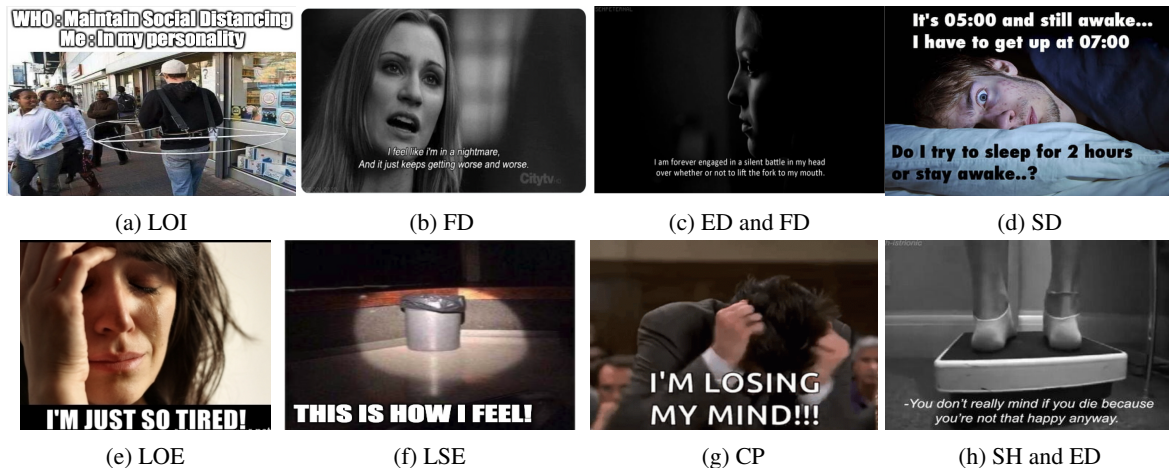 WHO : Maintain Social Distancing
Me : In my personality
I feel like i'm in a nightmare,
And it just keeps getting worse and worse.
Citytv
I am forever engaged in a silent battle in my head
over whether or not to lift the fork to my mouth.
It's 05:00 and still awake...
I have to get up at 07:00
Do I try to sleep for 2 hours
or stay awake..?
(a) LOI
(b) FD
(c) ED and FD
(d) SD
I'M JUST SO TIRED!
THIS IS HOW I FEEL!
I'M LOSING
MY MIND!!!
-You don't really mind if you die because
you're not that happy anyway.
(e) LOE
(f) LSE
(g) CP
(h) SH and ED